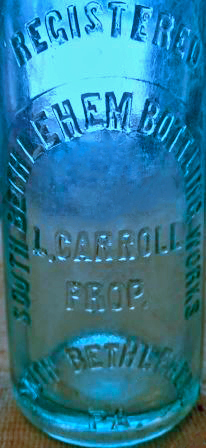 REGISTERED
SOUTH BETHLEHEM BOTTLING WORKS
L. CARROLL
PROP.
SOUTH BETHLEHEM
PA.